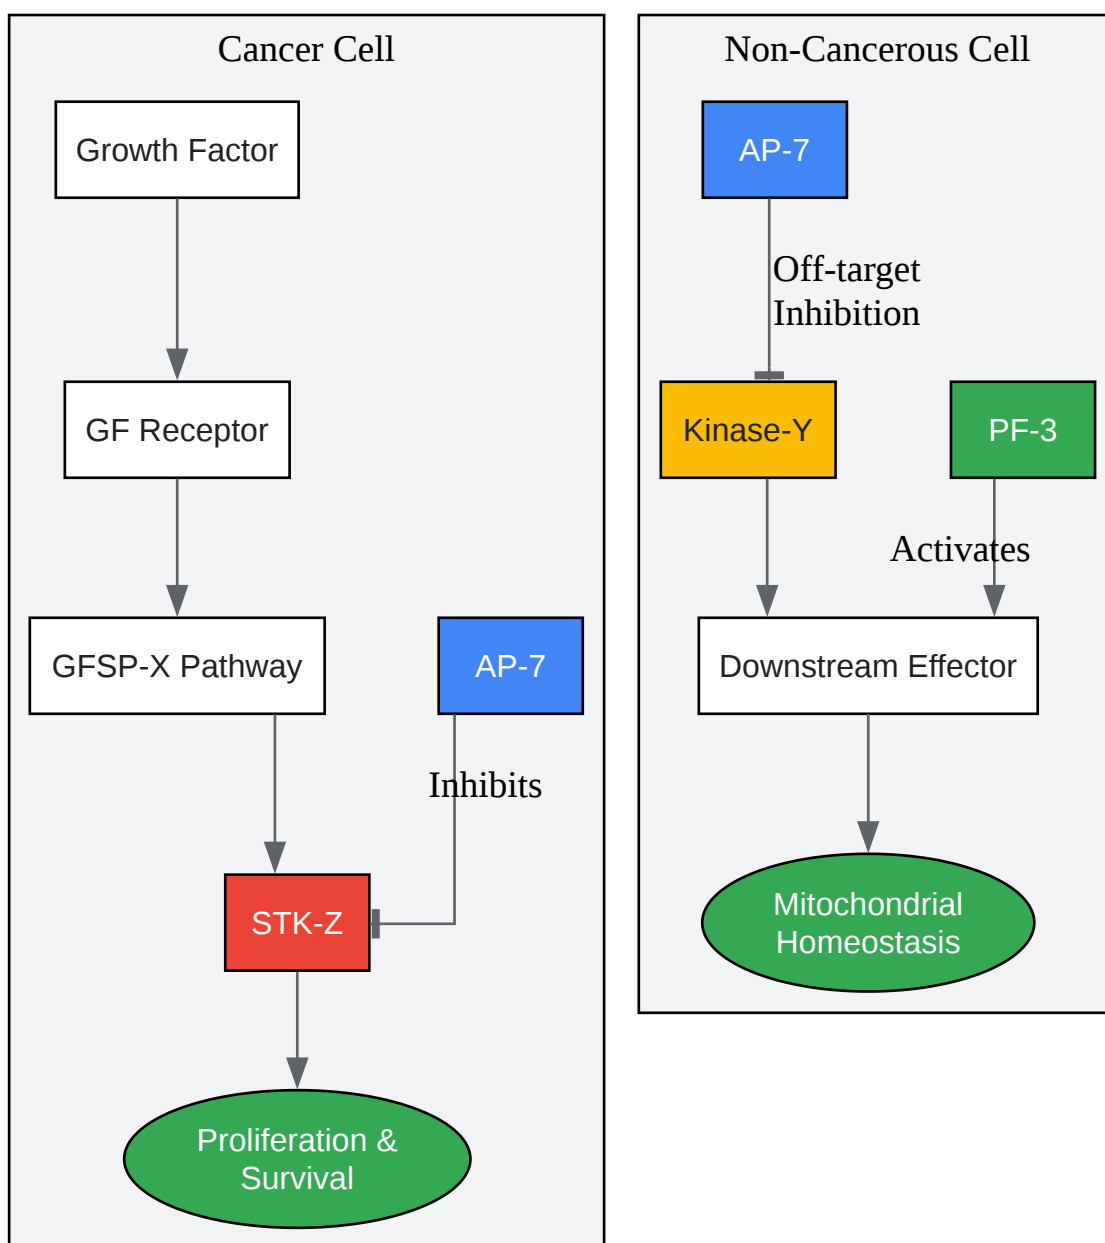 Cancer Cell
Growth Factor
GF Receptor
GFSP-X Pathway
AP-7
Inhibits
STK-Z
Proliferation &
Survival
Non-Cancerous Cell
AP-7
Off-target
Inhibition
Kinase-Y
PF-3
Activates
Downstream Effector
Mitochondrial
Homeostasis